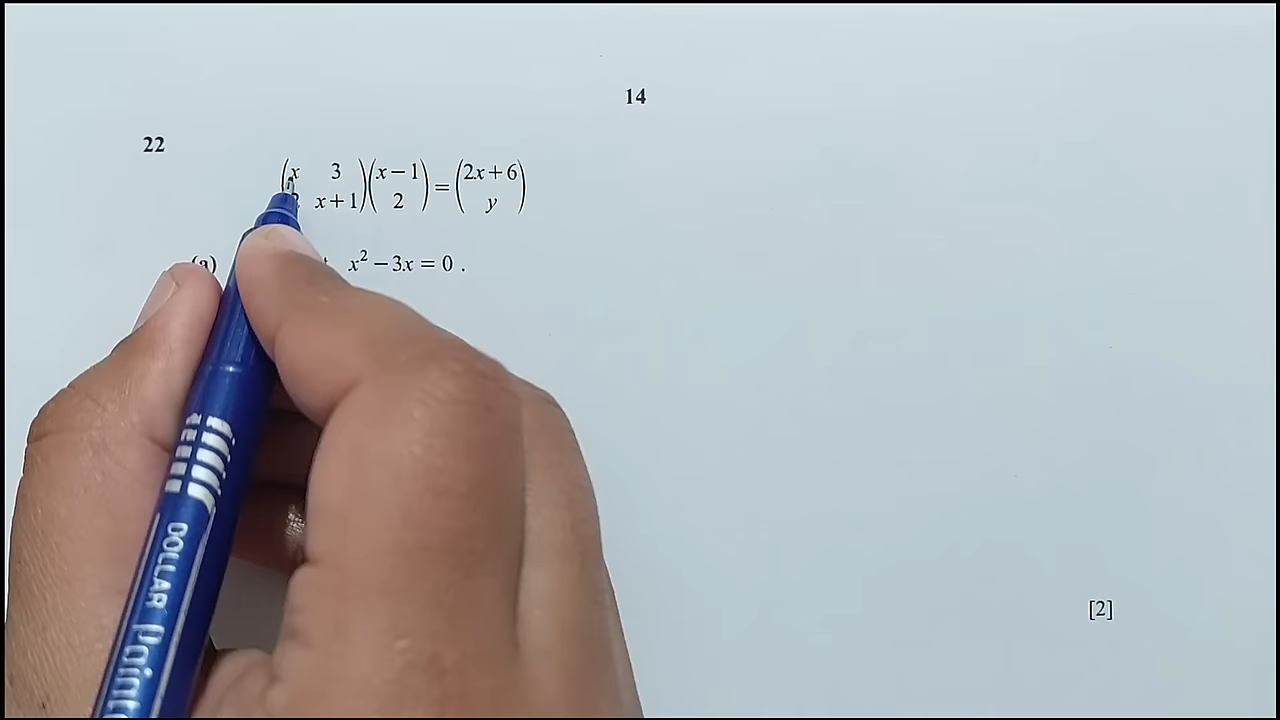 14
22
(x 3) (x − 1) = (2x + 6)
x + 1 2 y
(a) x² − 3x = 0 .
[2]
DOLLAR Point